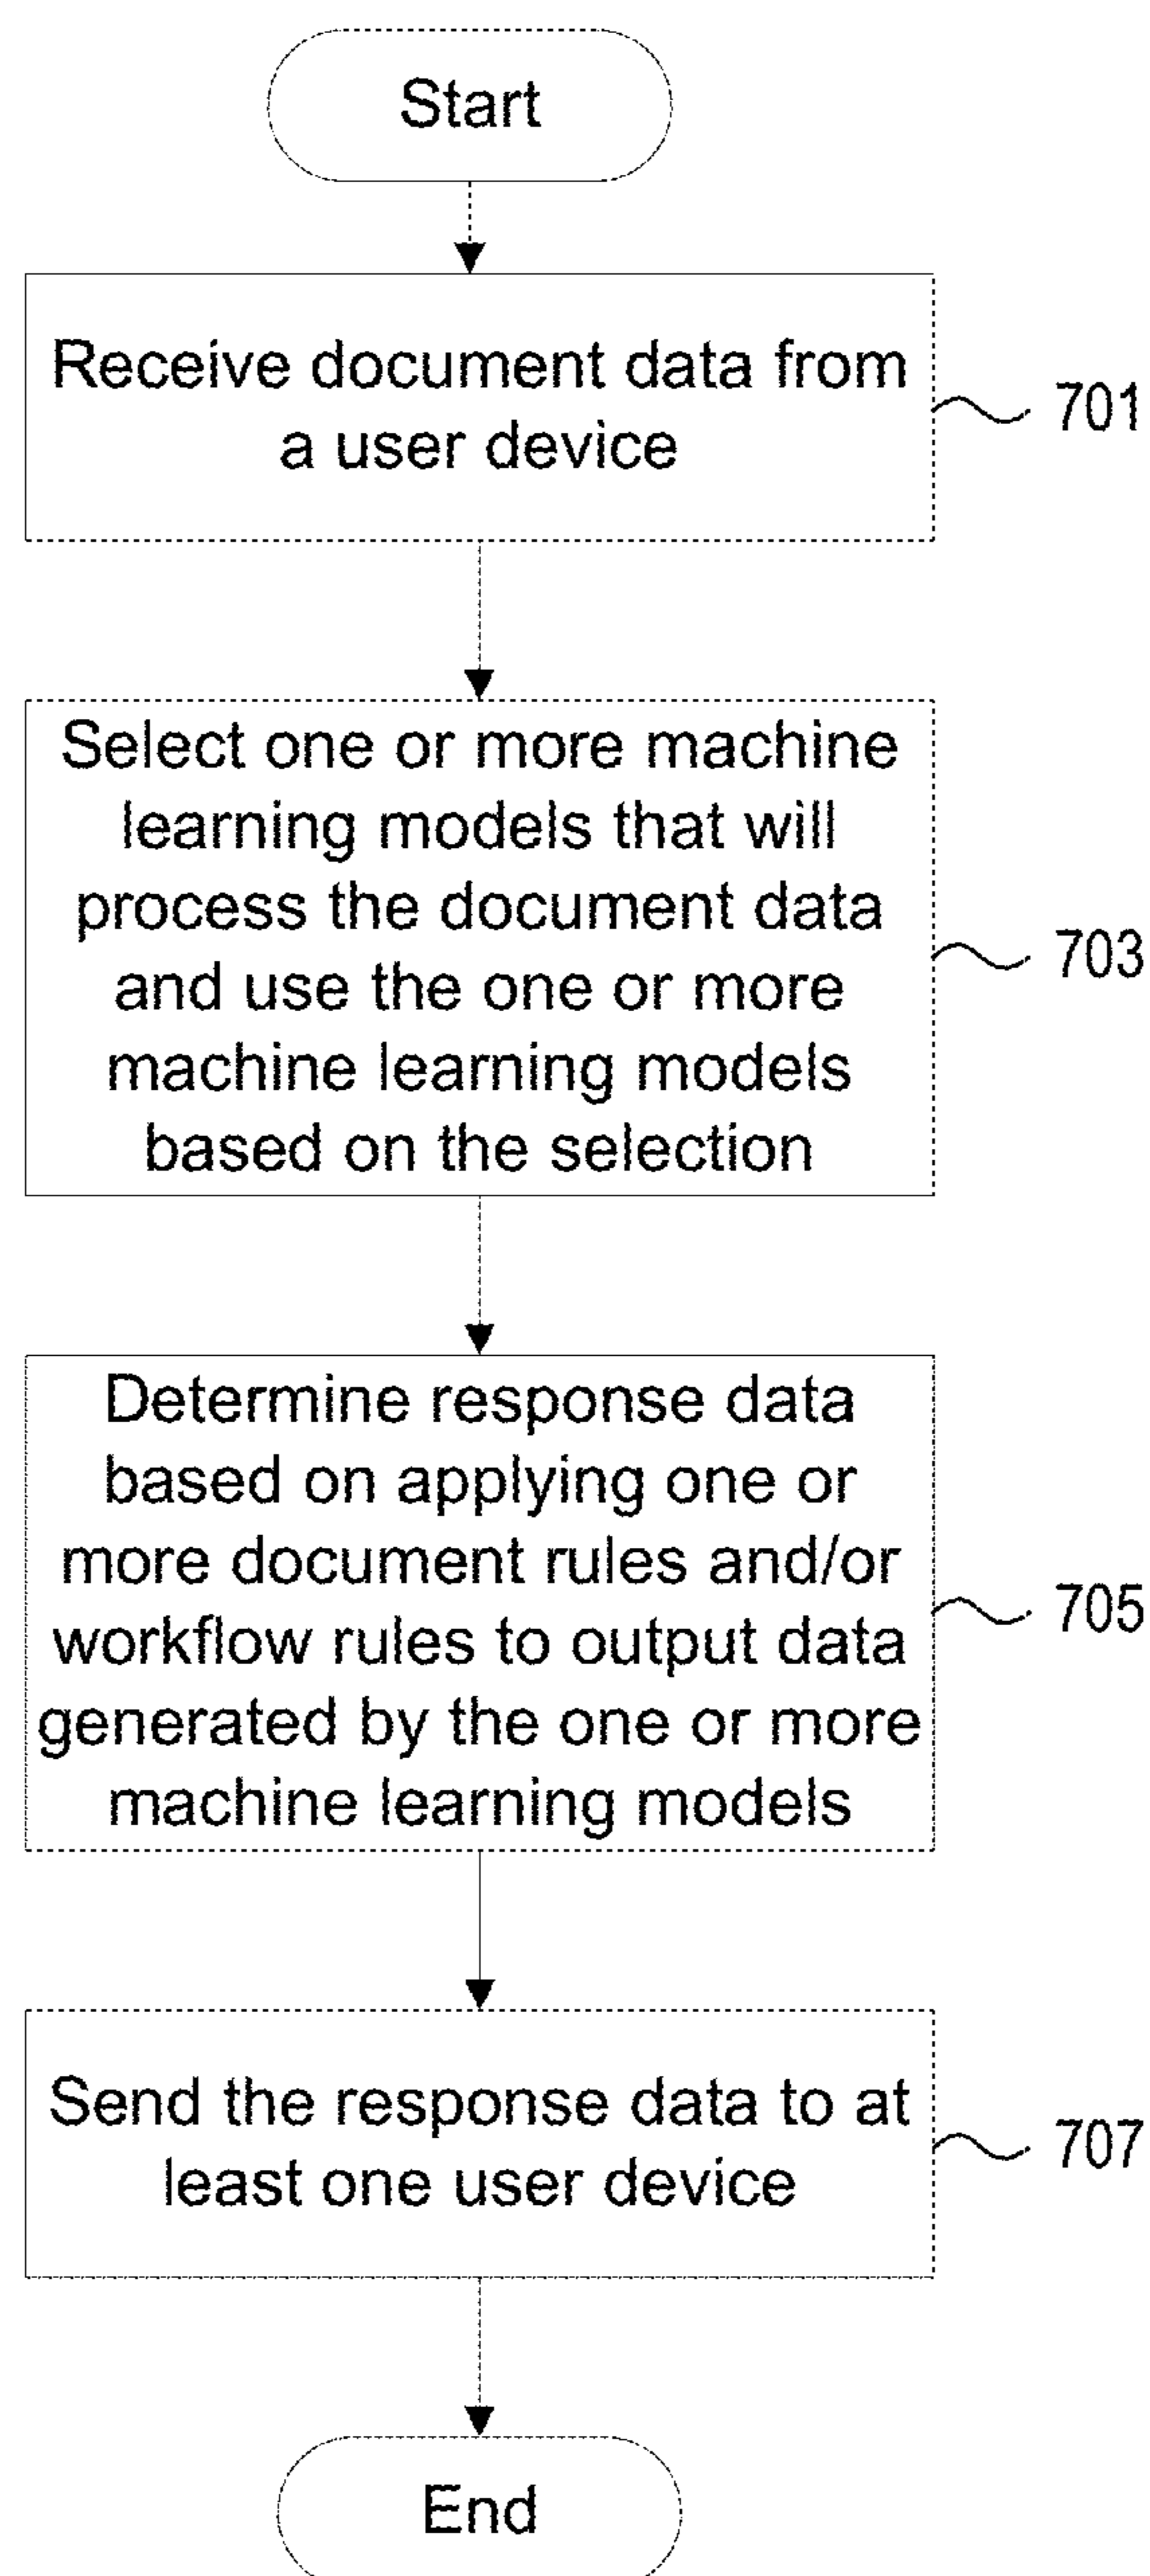 Start
Receive document data from
a user device
701
Select one or more machine
learning models that will
process the document data
and use the one or more
machine learning models
based on the selection
703
Determine response data
based on applying one or
more document rules and/or
workflow rules to output data
generated by the one or more
machine learning models
705
Send the response data to at
least one user device
707
End